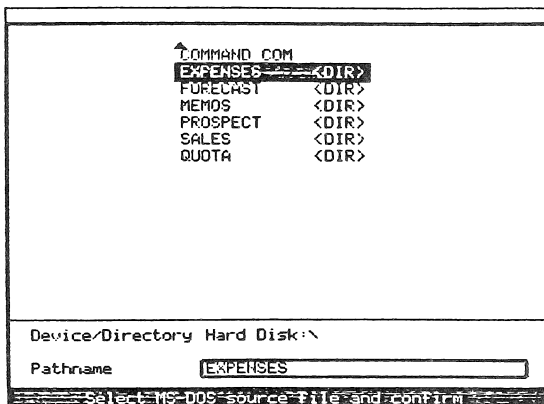 COMMAND COM
EXPENSES <DIR>
FORECAST <DIR>
MEMOS <DIR>
PROSPECT <DIR>
SALES <DIR>
QUOTA <DIR>
Device/Directory Hard Disk:\
Pathname EXPENSES
Select MS-DOS source file and confirm